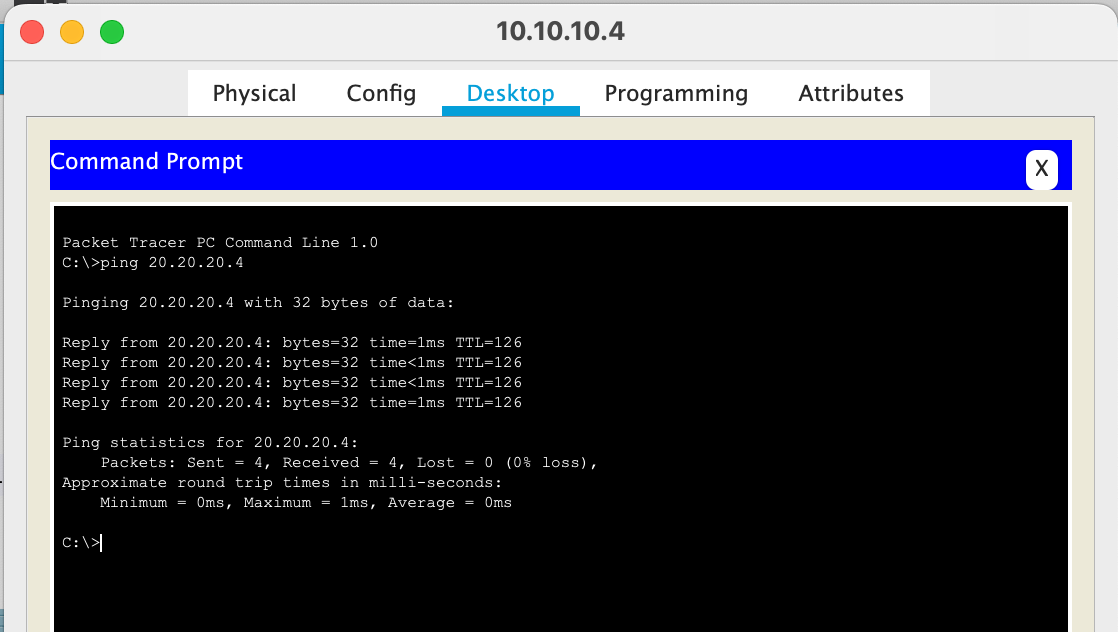 10.10.10.4
Physical Config Desktop Programming Attributes
Command Prompt
X
Packet Tracer PC Command Line 1.0
C:\>ping 20.20.20.4
Pinging 20.20.20.4 with 32 bytes of data:
Reply from 20.20.20.4: bytes=32 time=1ms TTL=126
Reply from 20.20.20.4: bytes=32 time<1ms TTL=126
Reply from 20.20.20.4: bytes=32 time<1ms TTL=126
Reply from 20.20.20.4: bytes=32 time=1ms TTL=126
Ping statistics for 20.20.20.4:
    Packets: Sent = 4, Received = 4, Lost = 0 (0% loss),
Approximate round trip times in milli-seconds:
    Minimum = 0ms, Maximum = 1ms, Average = 0ms
C:\>